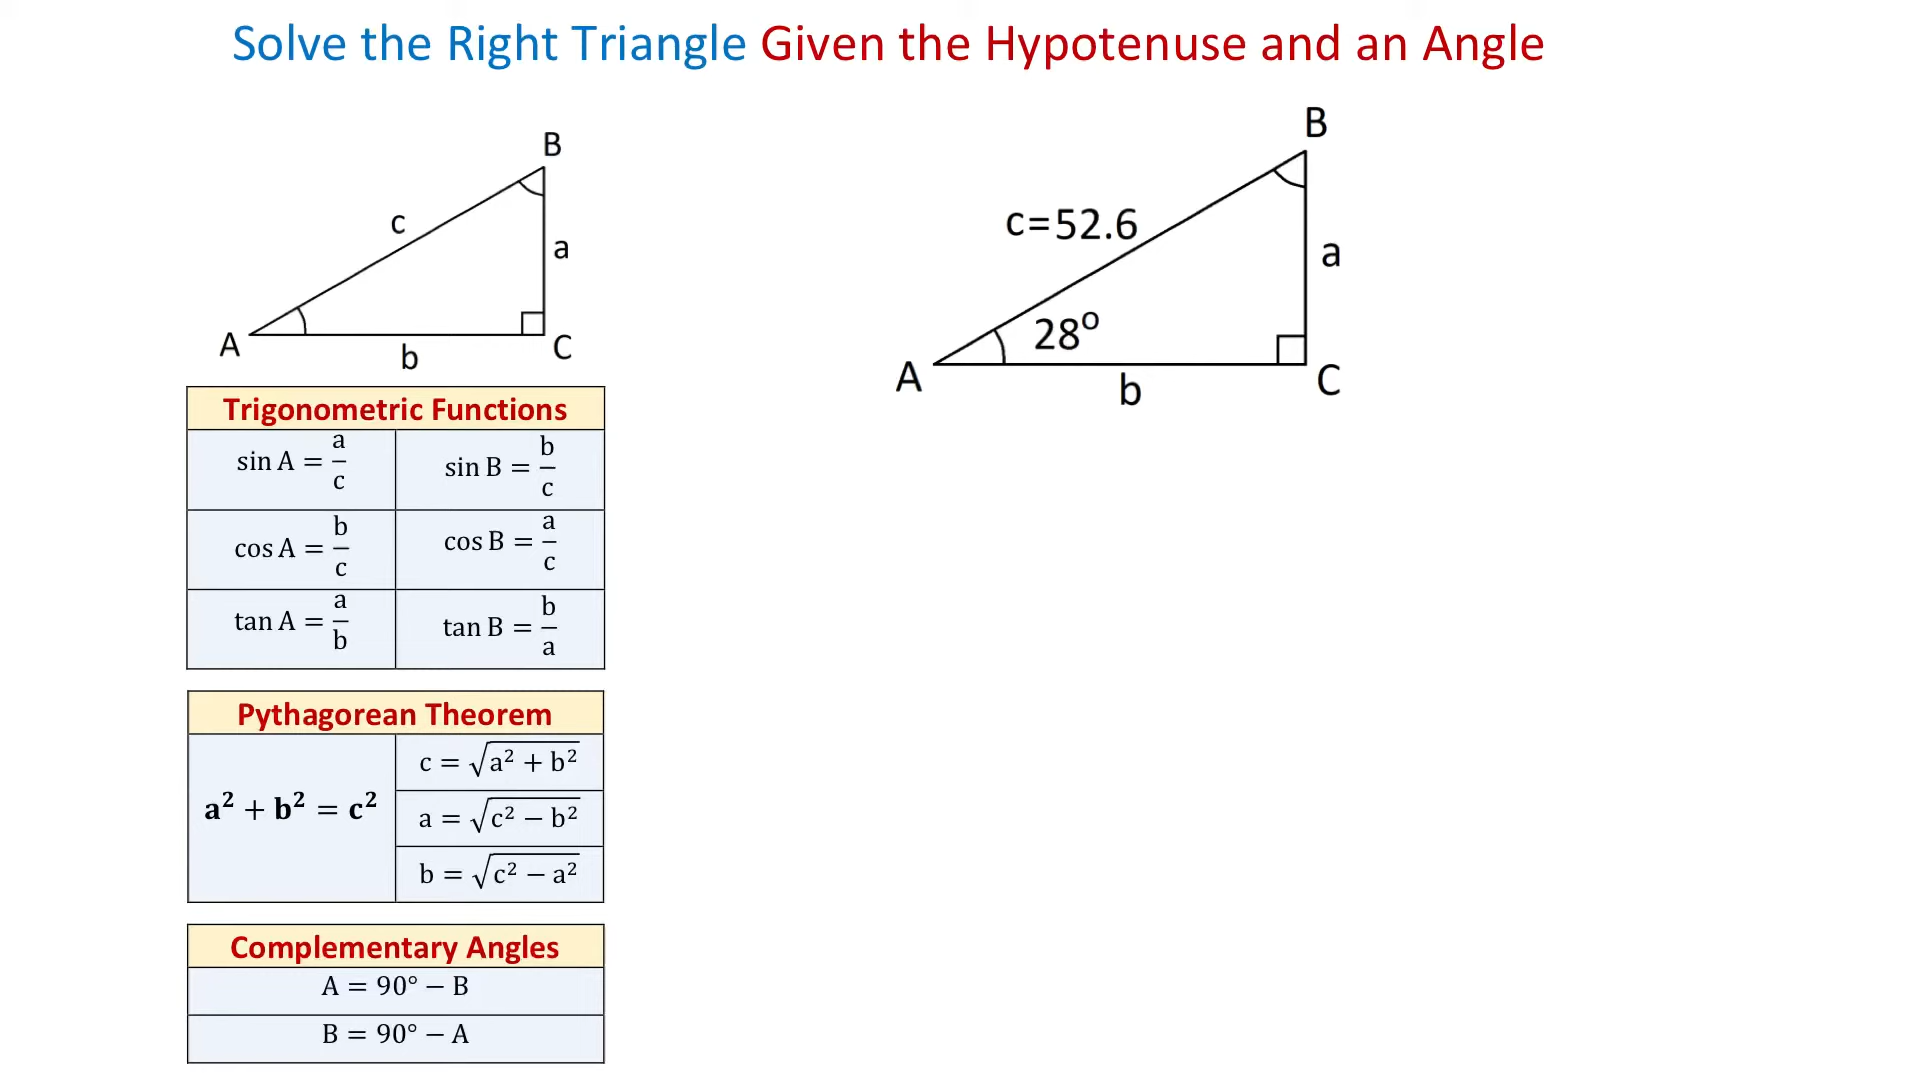 Solve the Right Triangle Given the Hypotenuse and an Angle
B
c
a
A
b
C
B
c=52.6
a
28º
A
b
C
Trigonometric Functions
sin A = a/c
sin B = b/c
cos A = b/c
cos B = a/c
tan A = a/b
tan B = b/a
Pythagorean Theorem
a² + b² = c²
c = √(a² + b²)
a = √(c² − b²)
b = √(c² − a²)
Complementary Angles
A = 90° − B
B = 90° − A